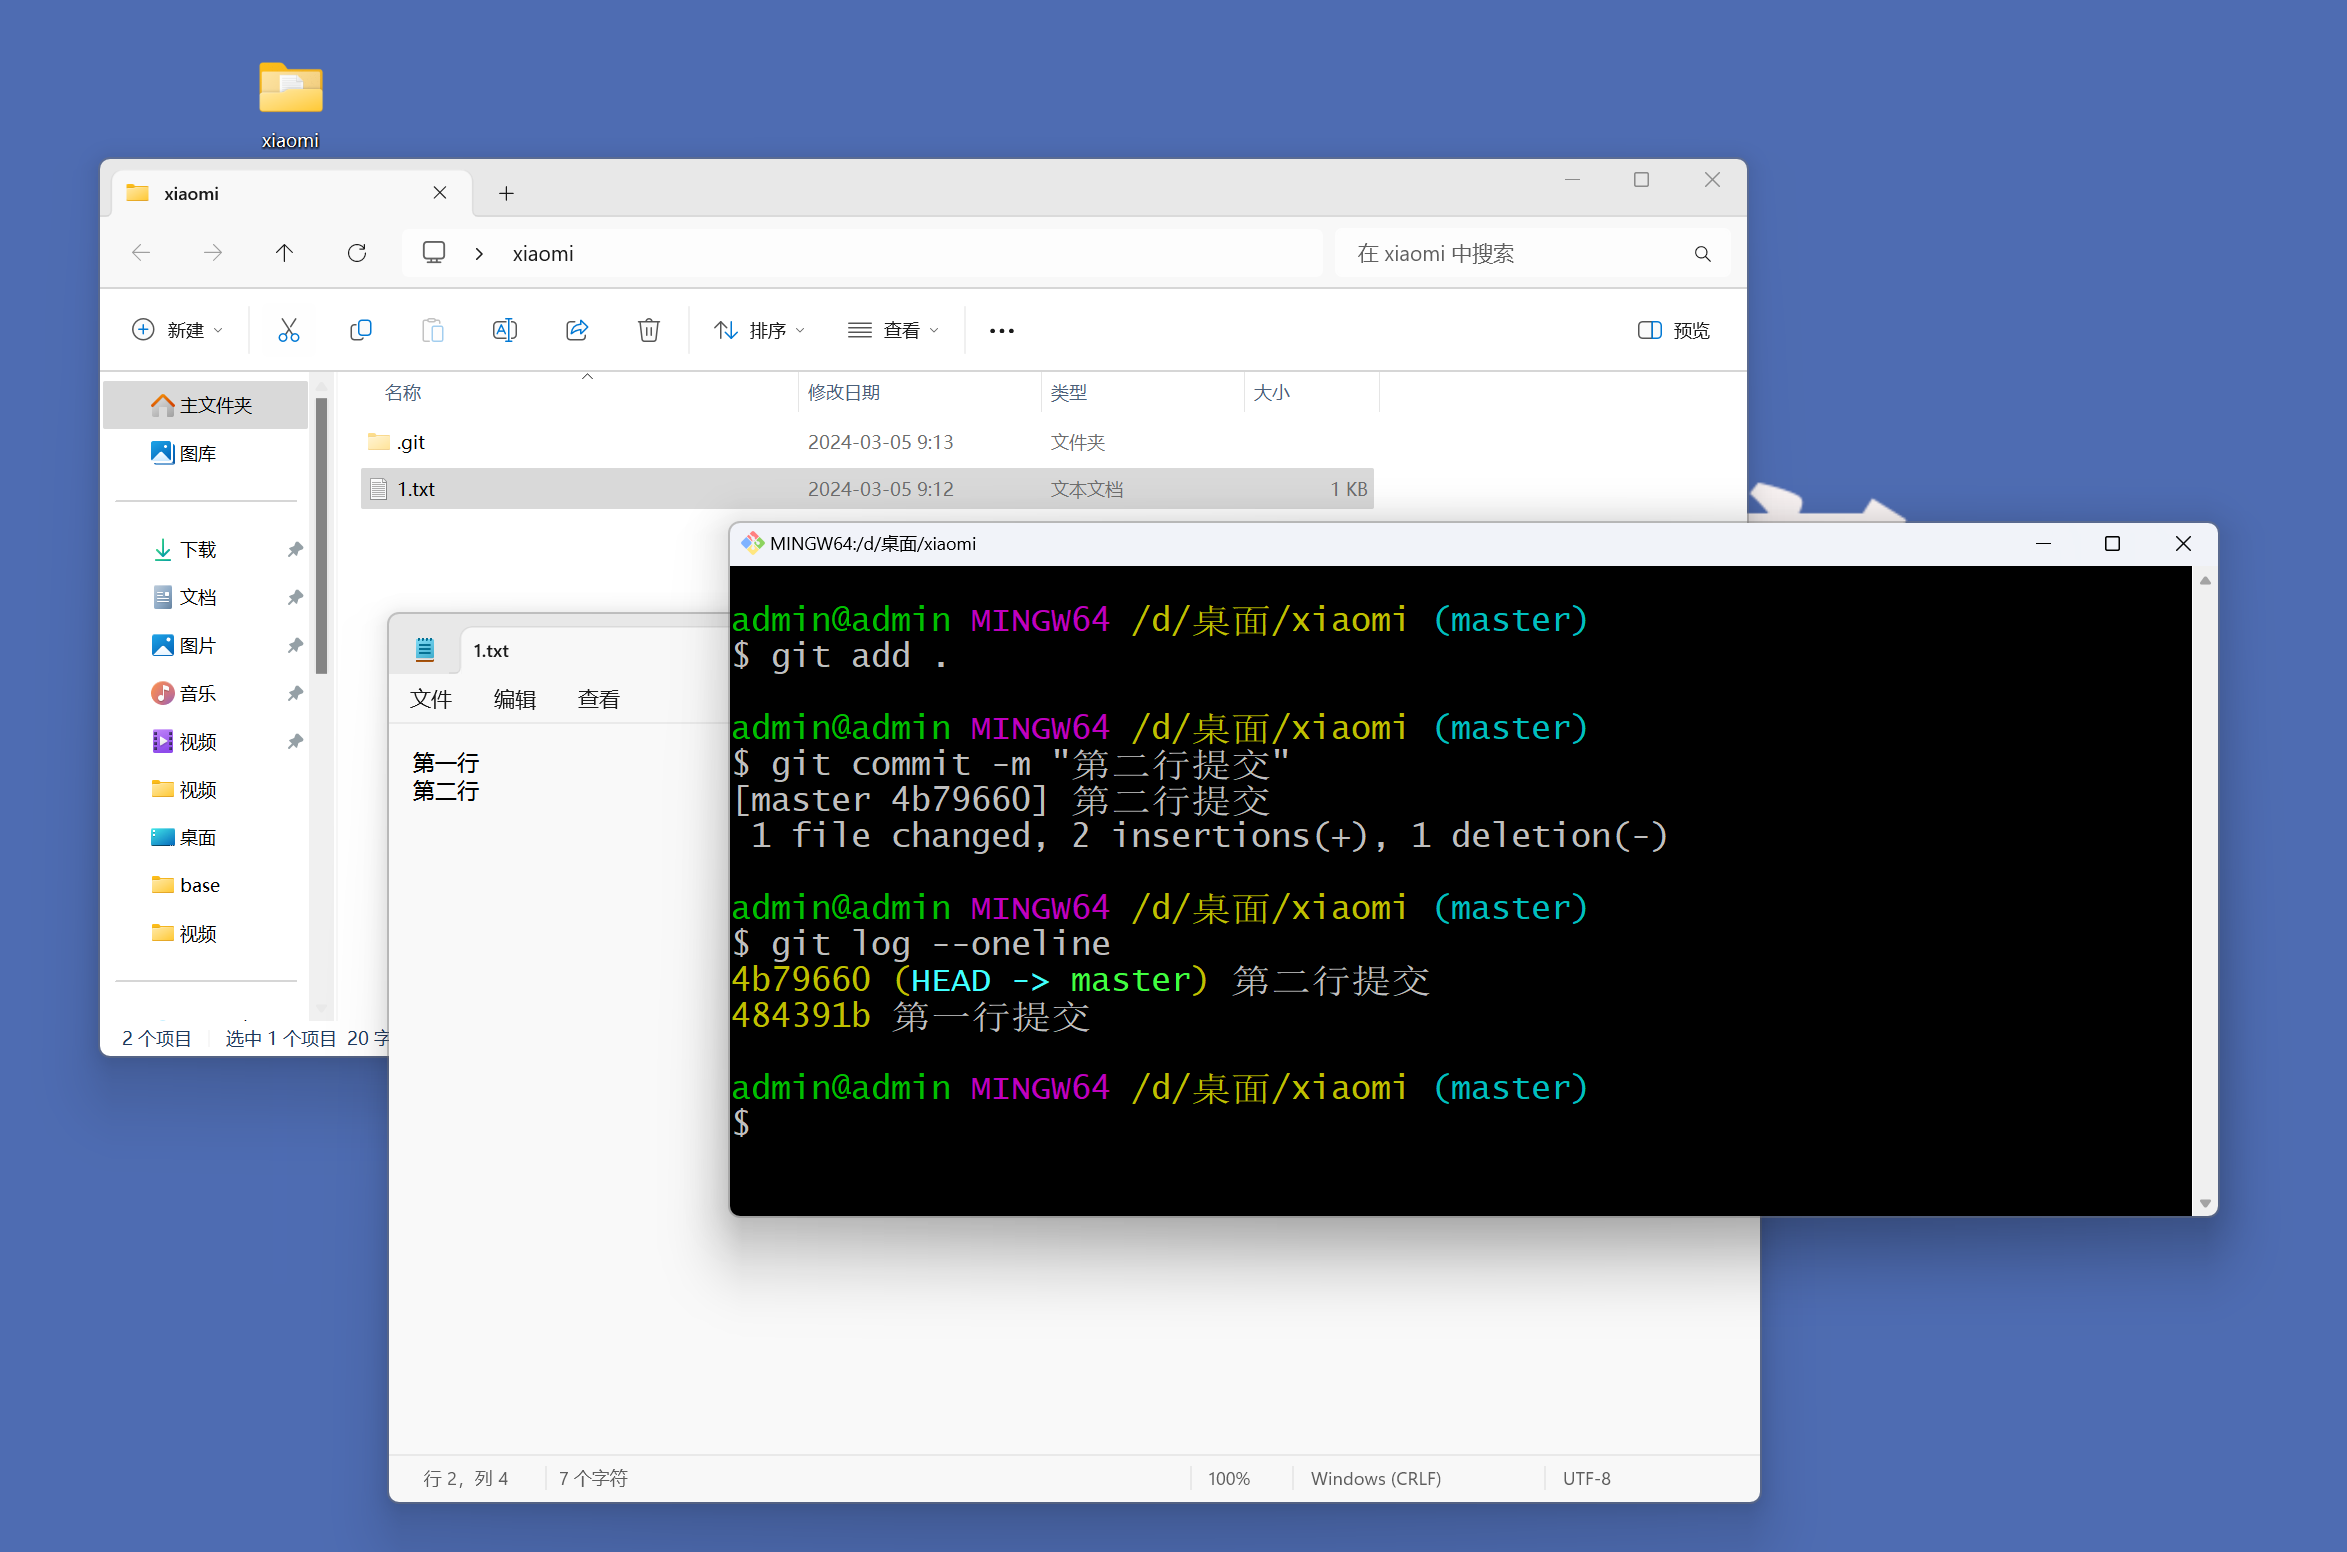 xiaomi
xiaomi
xiaomi
在 xiaomi 中搜索
新建
排序
查看
预览
主文件夹
图库
下载
文档
图片
音乐
视频
视频
桌面
base
视频
名称 修改日期 类型 大小
.git 2024-03-05 9:13 文件夹
1.txt 2024-03-05 9:12 文本文档 1 KB
2 个项目 选中 1 个项目 20 字
1.txt
文件 编辑 查看
第一行
第二行
行 2，列 4 7 个字符 100% Windows (CRLF) UTF-8
MINGW64:/d/桌面/xiaomi
admin@admin MINGW64 /d/桌面/xiaomi (master)
$ git add .
admin@admin MINGW64 /d/桌面/xiaomi (master)
$ git commit -m "第二行提交"
[master 4b79660] 第二行提交
1 file changed, 2 insertions(+), 1 deletion(-)
admin@admin MINGW64 /d/桌面/xiaomi (master)
$ git log --oneline
4b79660 (HEAD -> master) 第二行提交
484391b 第一行提交
admin@admin MINGW64 /d/桌面/xiaomi (master)
$